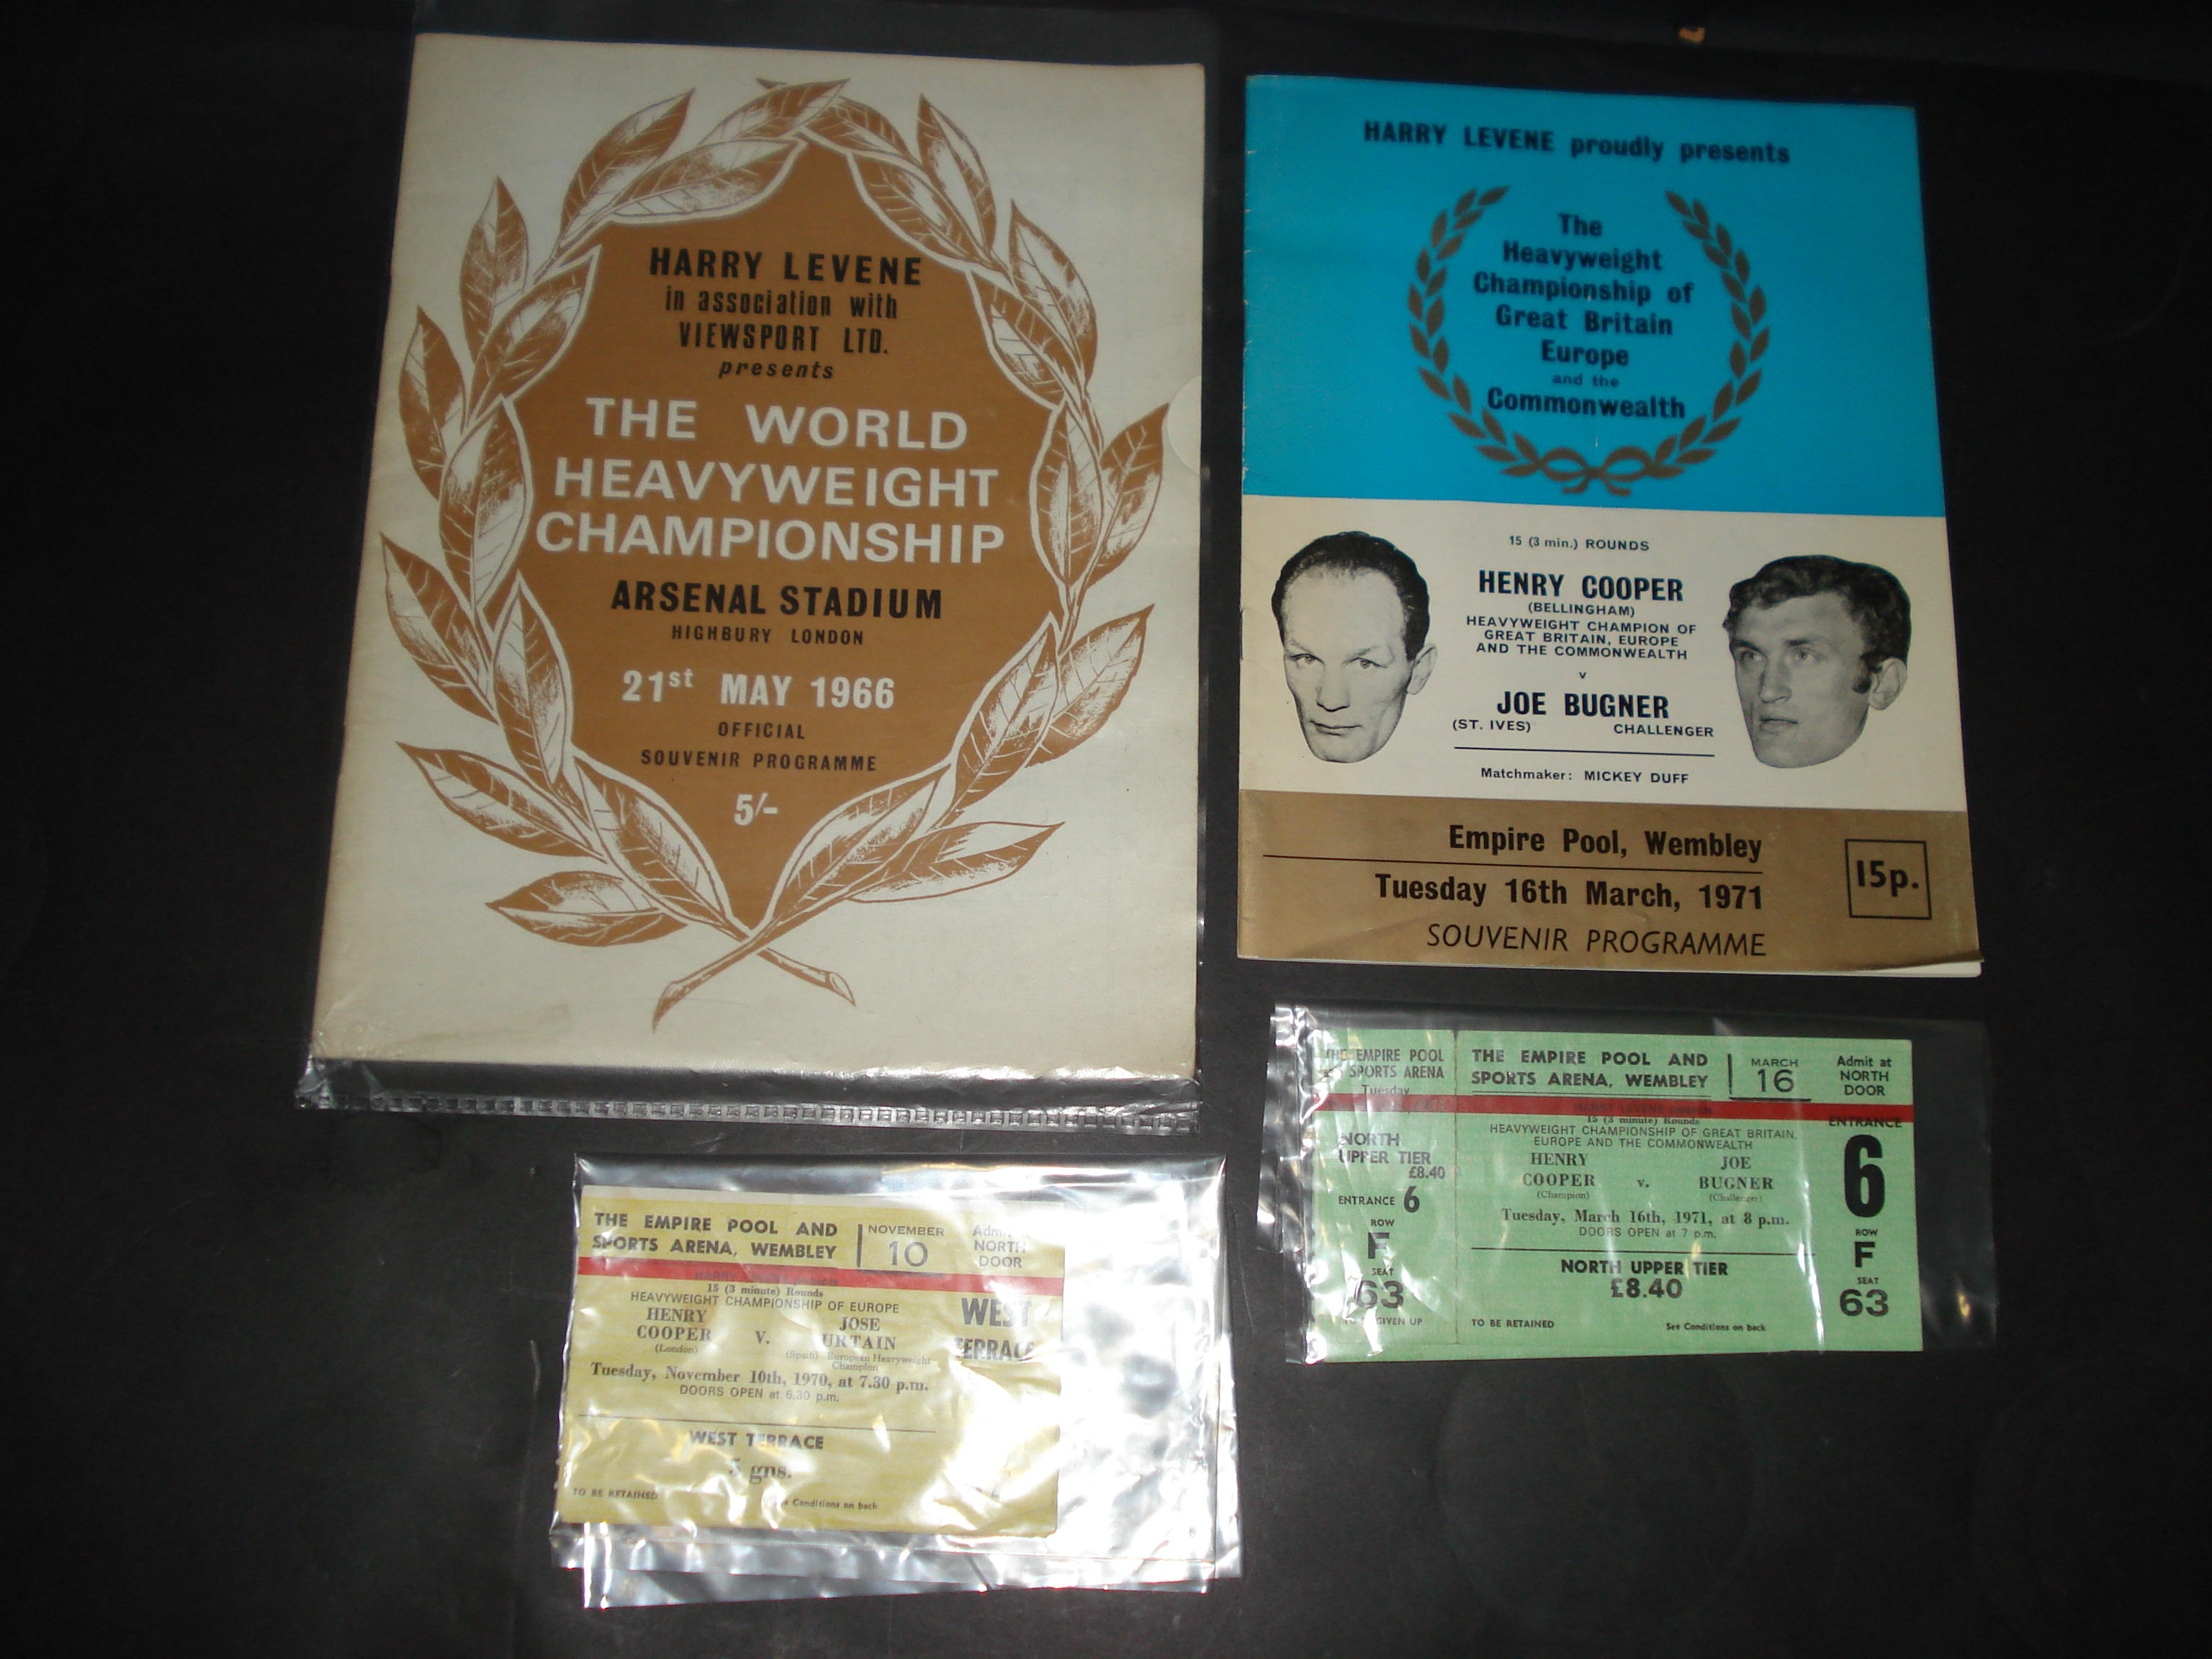 HARRY LEVENE
in association with
VIEWSPORT LTD.
presents
THE WORLD
HEAVYWEIGHT
CHAMPIONSHIP
ARSENAL STADIUM
HIGHBURY LONDON
21st MAY 1966
OFFICIAL
SOUVENIR PROGRAMME
5/-
HARRY LEVENE proudly presents
The
Heavyweight
Championship of
Great Britain
Europe
and the
Commonwealth
15 (3 min.) ROUNDS
HENRY COOPER
(BELLINGHAM)
HEAVYWEIGHT CHAMPION OF
GREAT BRITAIN, EUROPE
AND THE COMMONWEALTH
v
JOE BUGNER
(ST. IVES) CHALLENGER
Matchmaker: MICKEY DUFF
Empire Pool, Wembley
Tuesday 16th March, 1971
SOUVENIR PROGRAMME
15p.
THE EMPIRE POOL AND
SPORTS ARENA, WEMBLEY
NOVEMBER
10
NORTH
DOOR
15 (3 minute) Rounds
HEAVYWEIGHT CHAMPIONSHIP OF EUROPE
HENRY JOSE
COOPER V. URTAIN
(London) (Spain) European Heavyweight
Champion
Tuesday, November 10th, 1970, at 7.30 p.m.
DOORS OPEN at 6.30 p.m.
WEST TERRACE
gns.
TO BE RETAINED
Conditions on back
WEST
TERRACE
THE EMPIRE POOL
SPORTS ARENA
Tuesday
NORTH
UPPER TIER
£8.40
ENTRANCE 6
ROW
F
SEAT
63
GIVEN UP
THE EMPIRE POOL AND
SPORTS ARENA, WEMBLEY
MARCH
16
HARRY LEVENE
15 (3 minute) Rounds
HEAVYWEIGHT CHAMPIONSHIP OF GREAT BRITAIN,
EUROPE AND THE COMMONWEALTH
HENRY JOE
COOPER v. BUGNER
(Champion) (Challenger)
Tuesday, March 16th, 1971, at 8 p.m.
DOORS OPEN at 7 p.m.
NORTH UPPER TIER
£8.40
TO BE RETAINED See Conditions on back
Admit at
NORTH
DOOR
ENTRANCE
6
ROW
F
SEAT
63